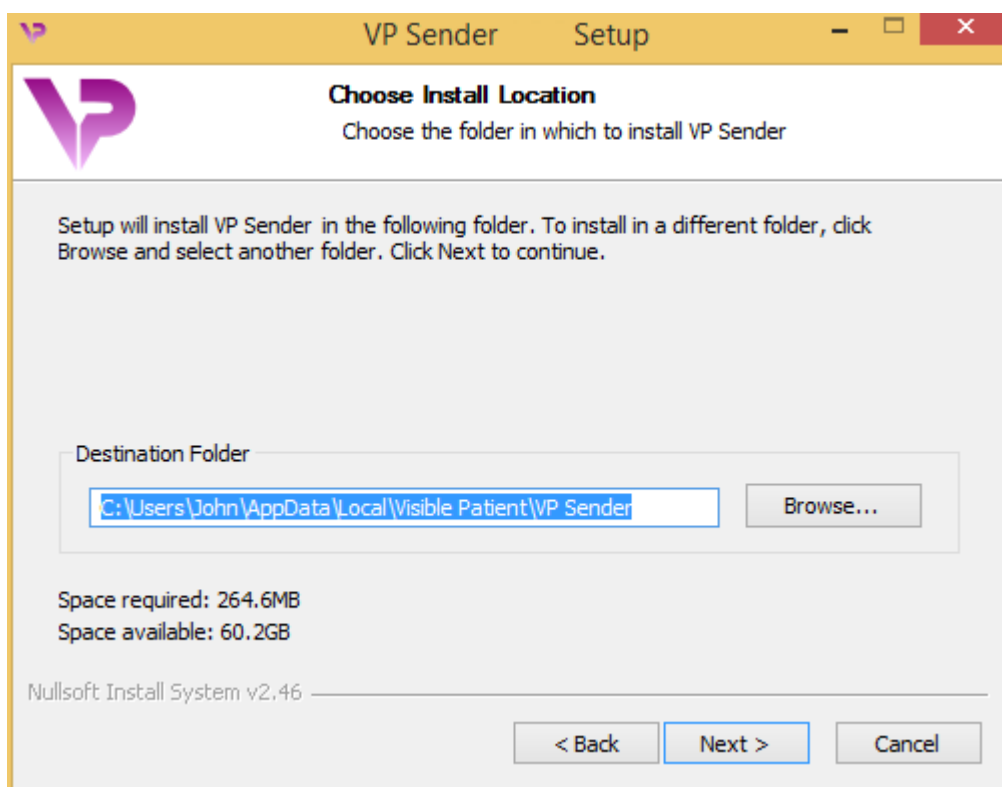 VP Sender Setup
VP
Choose Install Location
Choose the folder in which to install VP Sender
Setup will install VP Sender in the following folder. To install in a different folder, click
Browse and select another folder. Click Next to continue.
Destination Folder
C:\Users\John\AppData\Local\Visible Patient\VP Sender
Browse...
Space required: 264.6MB
Space available: 60.2GB
Nullsoft Install System v2.46
< Back Next > Cancel